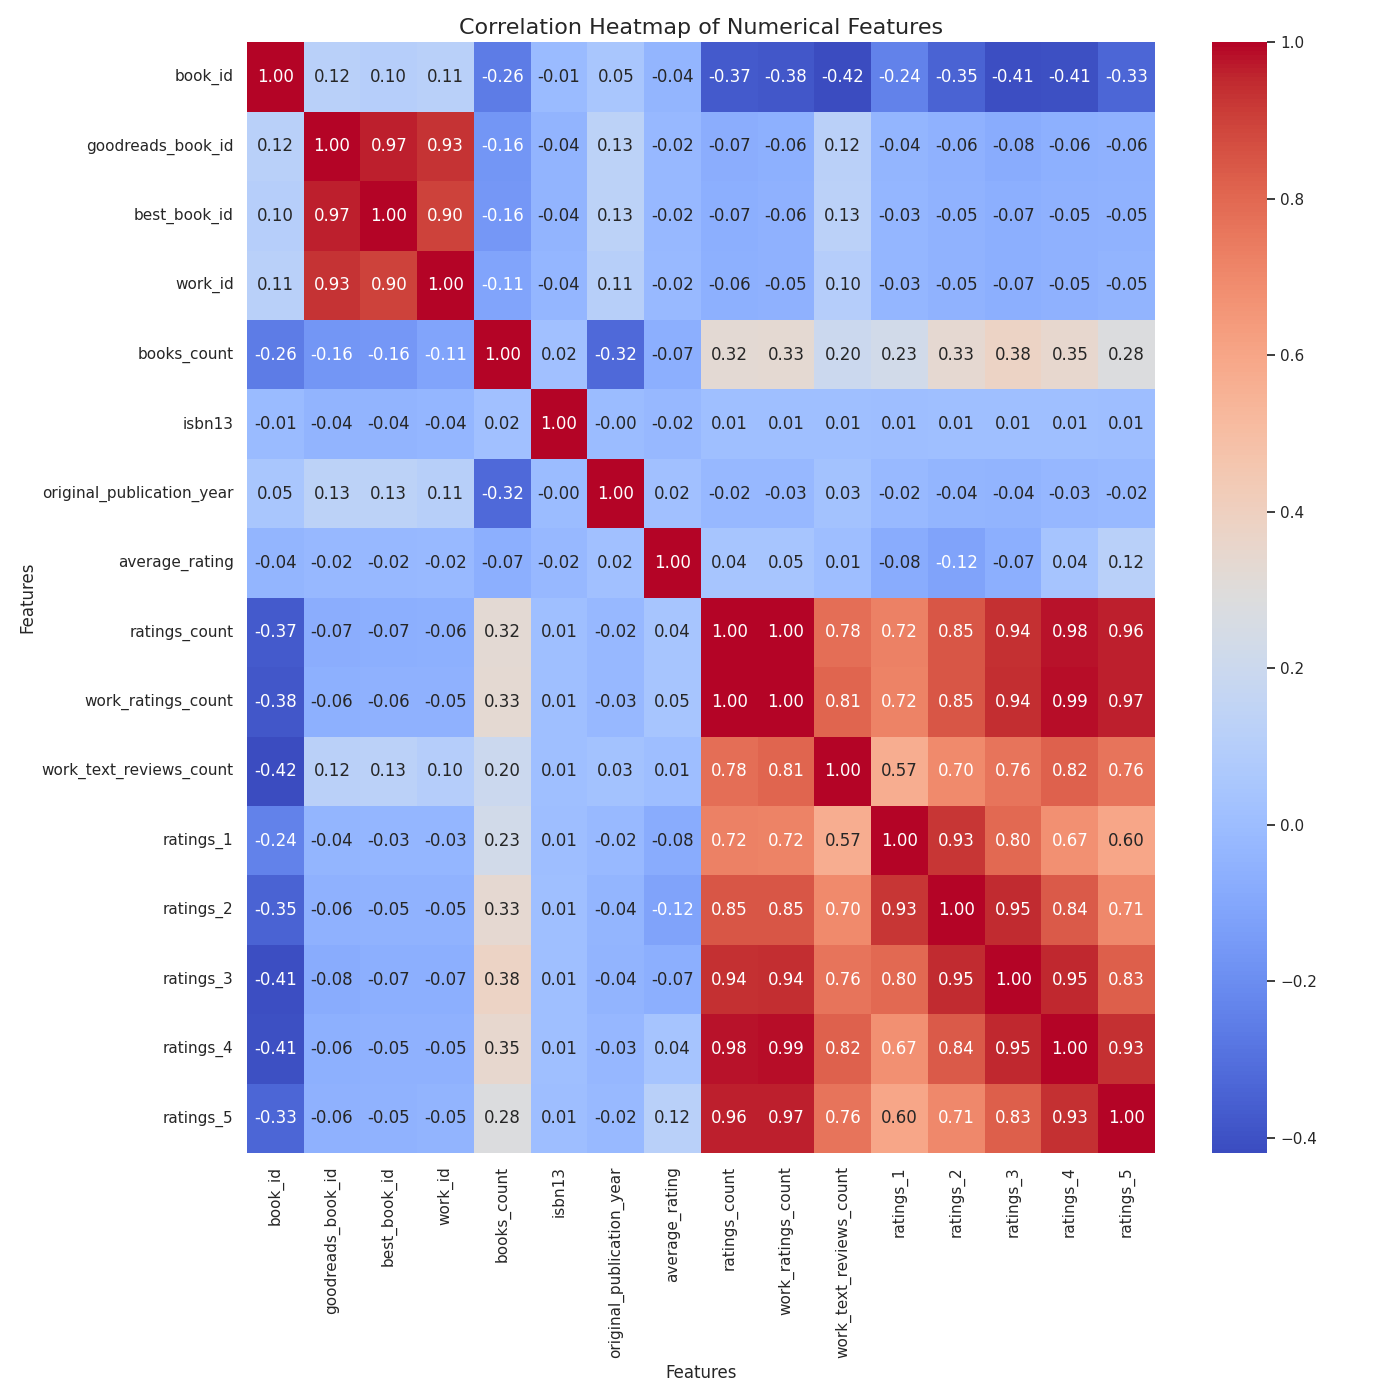 Correlation Heatmap of Numerical Features
book_id 1.00 0.12 0.10 0.11 -0.26 -0.01 0.05 -0.04 -0.37 -0.38 -0.42 -0.24 -0.35 -0.41 -0.41 -0.33
goodreads_book_id 0.12 1.00 0.97 0.93 -0.16 -0.04 0.13 -0.02 -0.07 -0.06 0.12 -0.04 -0.06 -0.08 -0.06 -0.06
best_book_id 0.10 0.97 1.00 0.90 -0.16 -0.04 0.13 -0.02 -0.07 -0.06 0.13 -0.03 -0.05 -0.07 -0.05 -0.05
work_id 0.11 0.93 0.90 1.00 -0.11 -0.04 0.11 -0.02 -0.06 -0.05 0.10 -0.03 -0.05 -0.07 -0.05 -0.05
books_count -0.26 -0.16 -0.16 -0.11 1.00 0.02 -0.32 -0.07 0.32 0.33 0.20 0.23 0.33 0.38 0.35 0.28
isbn13 -0.01 -0.04 -0.04 -0.04 0.02 1.00 -0.00 -0.02 0.01 0.01 0.01 0.01 0.01 0.01 0.01 0.01
original_publication_year 0.05 0.13 0.13 0.11 -0.32 -0.00 1.00 0.02 -0.02 -0.03 0.03 -0.02 -0.04 -0.04 -0.03 -0.02
average_rating -0.04 -0.02 -0.02 -0.02 -0.07 -0.02 0.02 1.00 0.04 0.05 0.01 -0.08 -0.12 -0.07 0.04 0.12
ratings_count -0.37 -0.07 -0.07 -0.06 0.32 0.01 -0.02 0.04 1.00 1.00 0.78 0.72 0.85 0.94 0.98 0.96
work_ratings_count -0.38 -0.06 -0.06 -0.05 0.33 0.01 -0.03 0.05 1.00 1.00 0.81 0.72 0.85 0.94 0.99 0.97
work_text_reviews_count -0.42 0.12 0.13 0.10 0.20 0.01 0.03 0.01 0.78 0.81 1.00 0.57 0.70 0.76 0.82 0.76
ratings_1 -0.24 -0.04 -0.03 -0.03 0.23 0.01 -0.02 -0.08 0.72 0.72 0.57 1.00 0.93 0.80 0.67 0.60
ratings_2 -0.35 -0.06 -0.05 -0.05 0.33 0.01 -0.04 -0.12 0.85 0.85 0.70 0.93 1.00 0.95 0.84 0.71
ratings_3 -0.41 -0.08 -0.07 -0.07 0.38 0.01 -0.04 -0.07 0.94 0.94 0.76 0.80 0.95 1.00 0.95 0.83
ratings_4 -0.41 -0.06 -0.05 -0.05 0.35 0.01 -0.03 0.04 0.98 0.99 0.82 0.67 0.84 0.95 1.00 0.93
ratings_5 -0.33 -0.06 -0.05 -0.05 0.28 0.01 -0.02 0.12 0.96 0.97 0.76 0.60 0.71 0.83 0.93 1.00
Features
book_id
goodreads_book_id
best_book_id
work_id
books_count
isbn13
original_publication_year
average_rating
ratings_count
work_ratings_count
work_text_reviews_count
ratings_1
ratings_2
ratings_3
ratings_4
ratings_5
Features
1.0
0.8
0.6
0.4
0.2
0.0
−0.2
−0.4